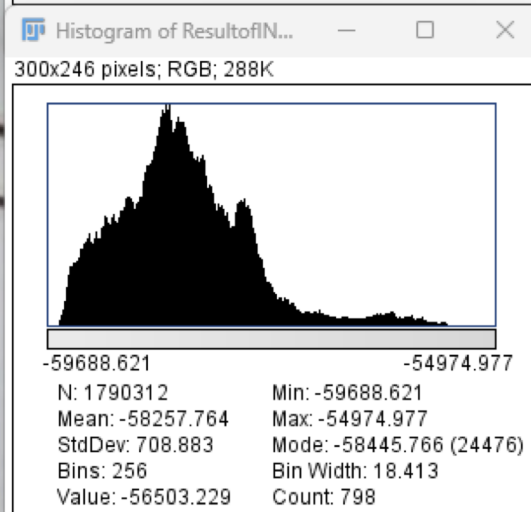 Histogram of ResultofIN...
300x246 pixels; RGB; 288K
-59688.621 -54974.977
N: 1790312 Min: -59688.621
Mean: -58257.764 Max: -54974.977
StdDev: 708.883 Mode: -58445.766 (24476)
Bins: 256 Bin Width: 18.413
Value: -56503.229 Count: 798